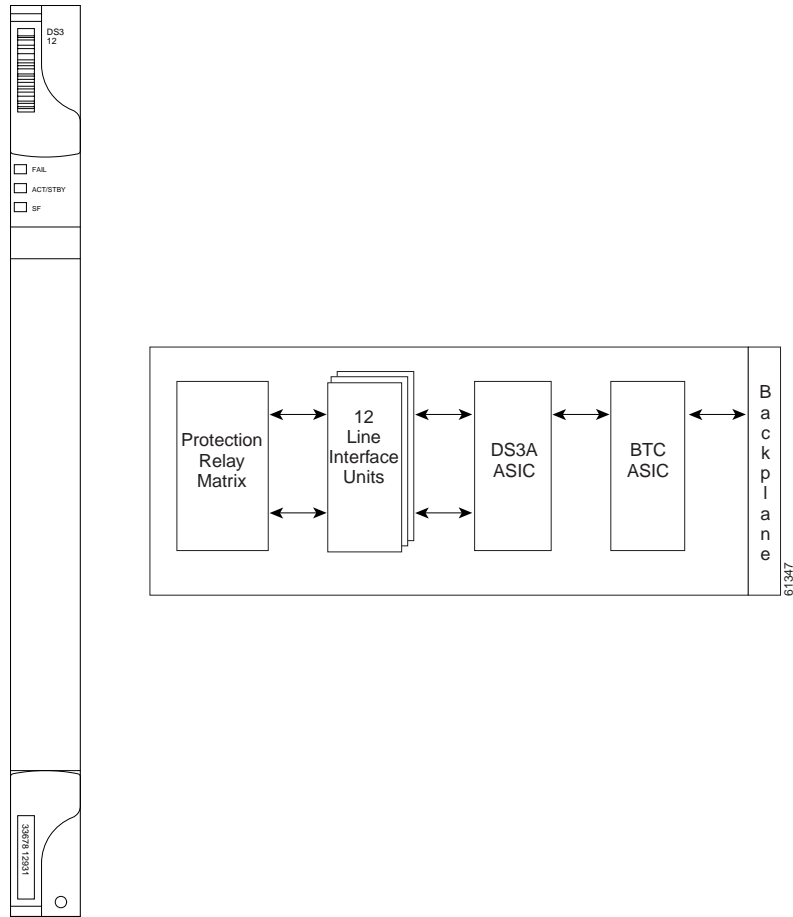 DS3
12
FAIL
ACT/STBY
SF
33678 12931
Protection
Relay
Matrix
12
Line
Interface
Units
DS3A
ASIC
BTC
ASIC
Backplane
61347